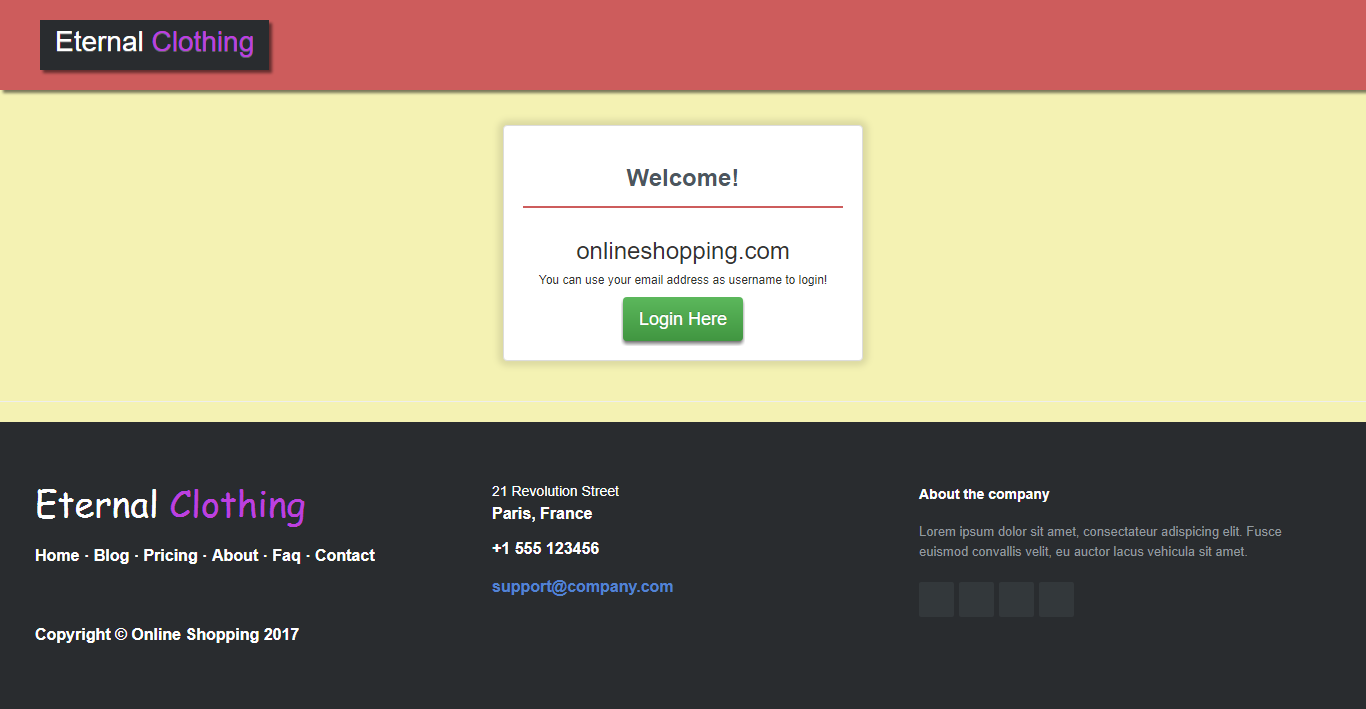 Eternal Clothing
Welcome!
onlineshopping.com
You can use your email address as username to login!
Login Here
Eternal Clothing
Home · Blog · Pricing · About · Faq · Contact
Copyright © Online Shopping 2017
21 Revolution Street
Paris, France
+1 555 123456
support@company.com
About the company
Lorem ipsum dolor sit amet, consectateur adispicing elit. Fusce
euismod convallis velit, eu auctor lacus vehicula sit amet.